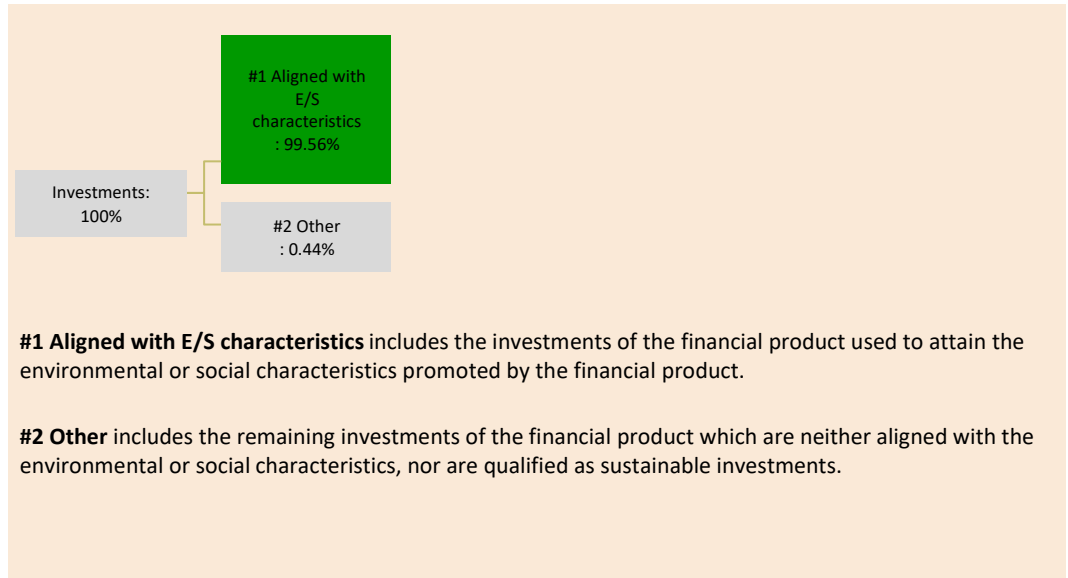 #1 Aligned with
E/S
characteristics
: 99.56%
Investments:
100%
#2 Other
: 0.44%
#1 Aligned with E/S characteristics includes the investments of the financial product used to attain the
environmental or social characteristics promoted by the financial product.
#2 Other includes the remaining investments of the financial product which are neither aligned with the
environmental or social characteristics, nor are qualified as sustainable investments.